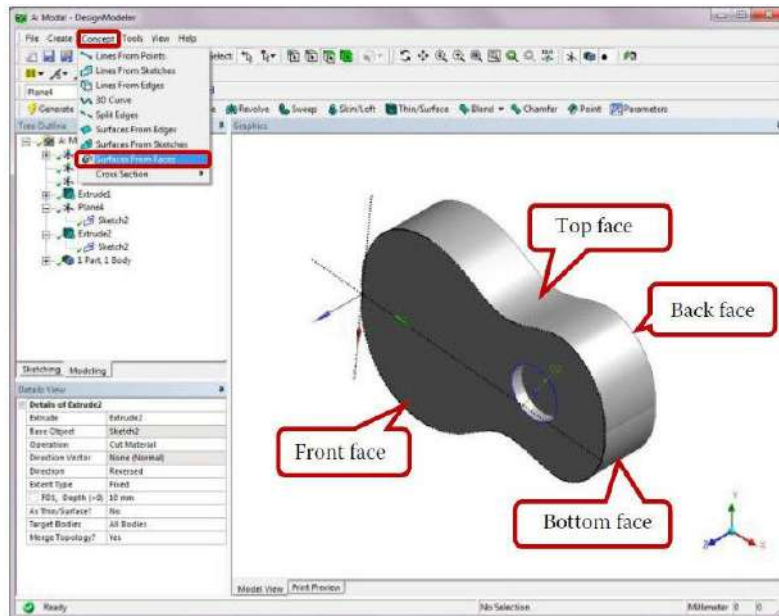 A: Modal - DesignModeler
File Create Concept Tools View Help
Select:
Lines From Points
Lines From Sketches
Lines From Edges
3D Curve
Split Edges
Surfaces From Edges
Surfaces From Sketches
Surfaces From Faces
Cross Section
Plane4
Generate
Revolve Sweep Skin/Loft Thin/Surface Blend Chamfer Point Parameters
Tree Outline
Graphics
A: M
Extrude1
Plane4
Sketch2
Extrude2
Sketch2
1 Part, 1 Body
Top face
Back face
Front face
Bottom face
Sketching Modeling
Details View
Details of Extrude2
Extrude Extrude2
Base Object Sketch2
Operation Cut Material
Direction Vector None (Normal)
Direction Reversed
Extent Type Fixed
FD1, Depth (>0) 10 mm
As Thin/Surface? No
Target Bodies All Bodies
Merge Topology? Yes
Y
X
Z
Model View Print Preview
Ready
No Selection
Millimeter 0 0